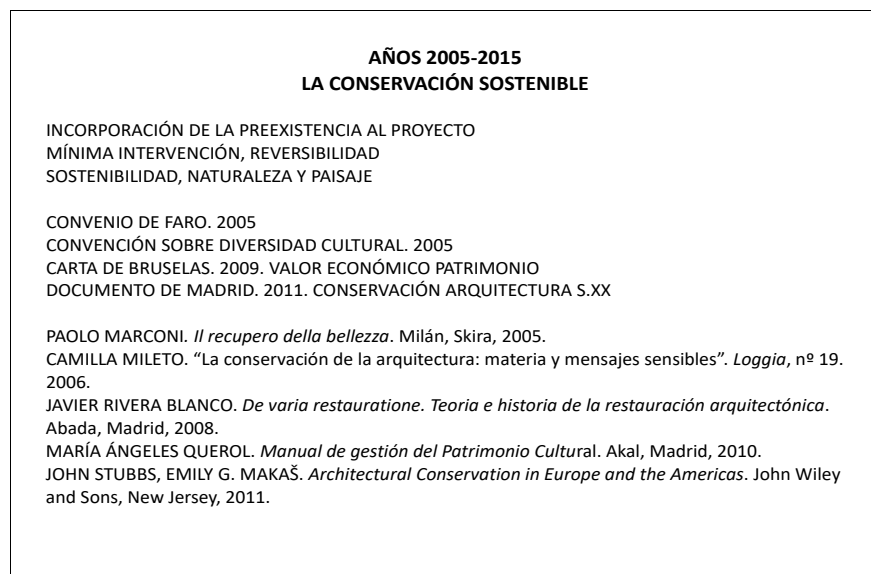 AÑOS 2005-2015
LA CONSERVACIÓN SOSTENIBLE
INCORPORACIÓN DE LA PREEXISTENCIA AL PROYECTO
MÍNIMA INTERVENCIÓN, REVERSIBILIDAD
SOSTENIBILIDAD, NATURALEZA Y PAISAJE
CONVENIO DE FARO. 2005
CONVENCIÓN SOBRE DIVERSIDAD CULTURAL. 2005
CARTA DE BRUSELAS. 2009. VALOR ECONÓMICO PATRIMONIO
DOCUMENTO DE MADRID. 2011. CONSERVACIÓN ARQUITECTURA S.XX
PAOLO MARCONI. Il recupero della bellezza. Milán, Skira, 2005.
CAMILLA MILETO. “La conservación de la arquitectura: materia y mensajes sensibles”. Loggia, nº 19.
2006.
JAVIER RIVERA BLANCO. De varia restauratione. Teoria e historia de la restauración arquitectónica.
Abada, Madrid, 2008.
MARÍA ÁNGELES QUEROL. Manual de gestión del Patrimonio Cultural. Akal, Madrid, 2010.
JOHN STUBBS, EMILY G. MAKAŠ. Architectural Conservation in Europe and the Americas. John Wiley
and Sons, New Jersey, 2011.